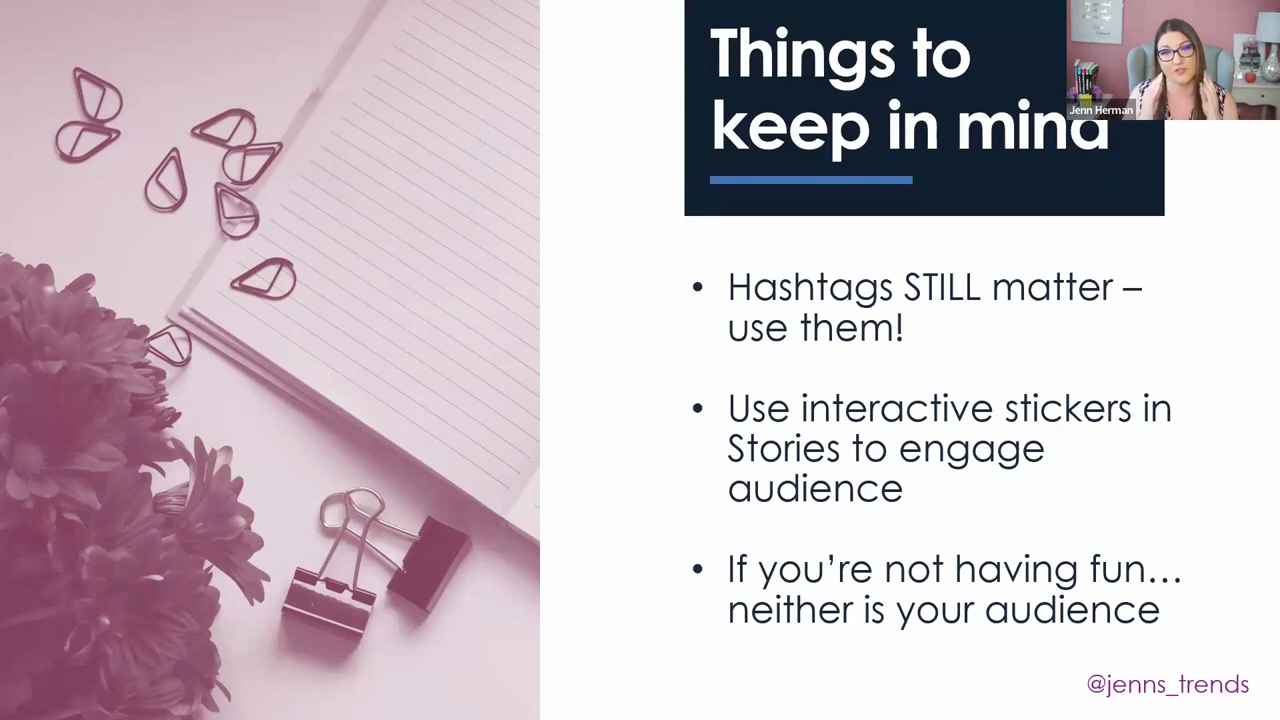 Things to
keep in mind
Jenn Herman
• Hashtags STILL matter –
use them!
• Use interactive stickers in
Stories to engage
audience
• If you’re not having fun…
neither is your audience
@jenns_trends